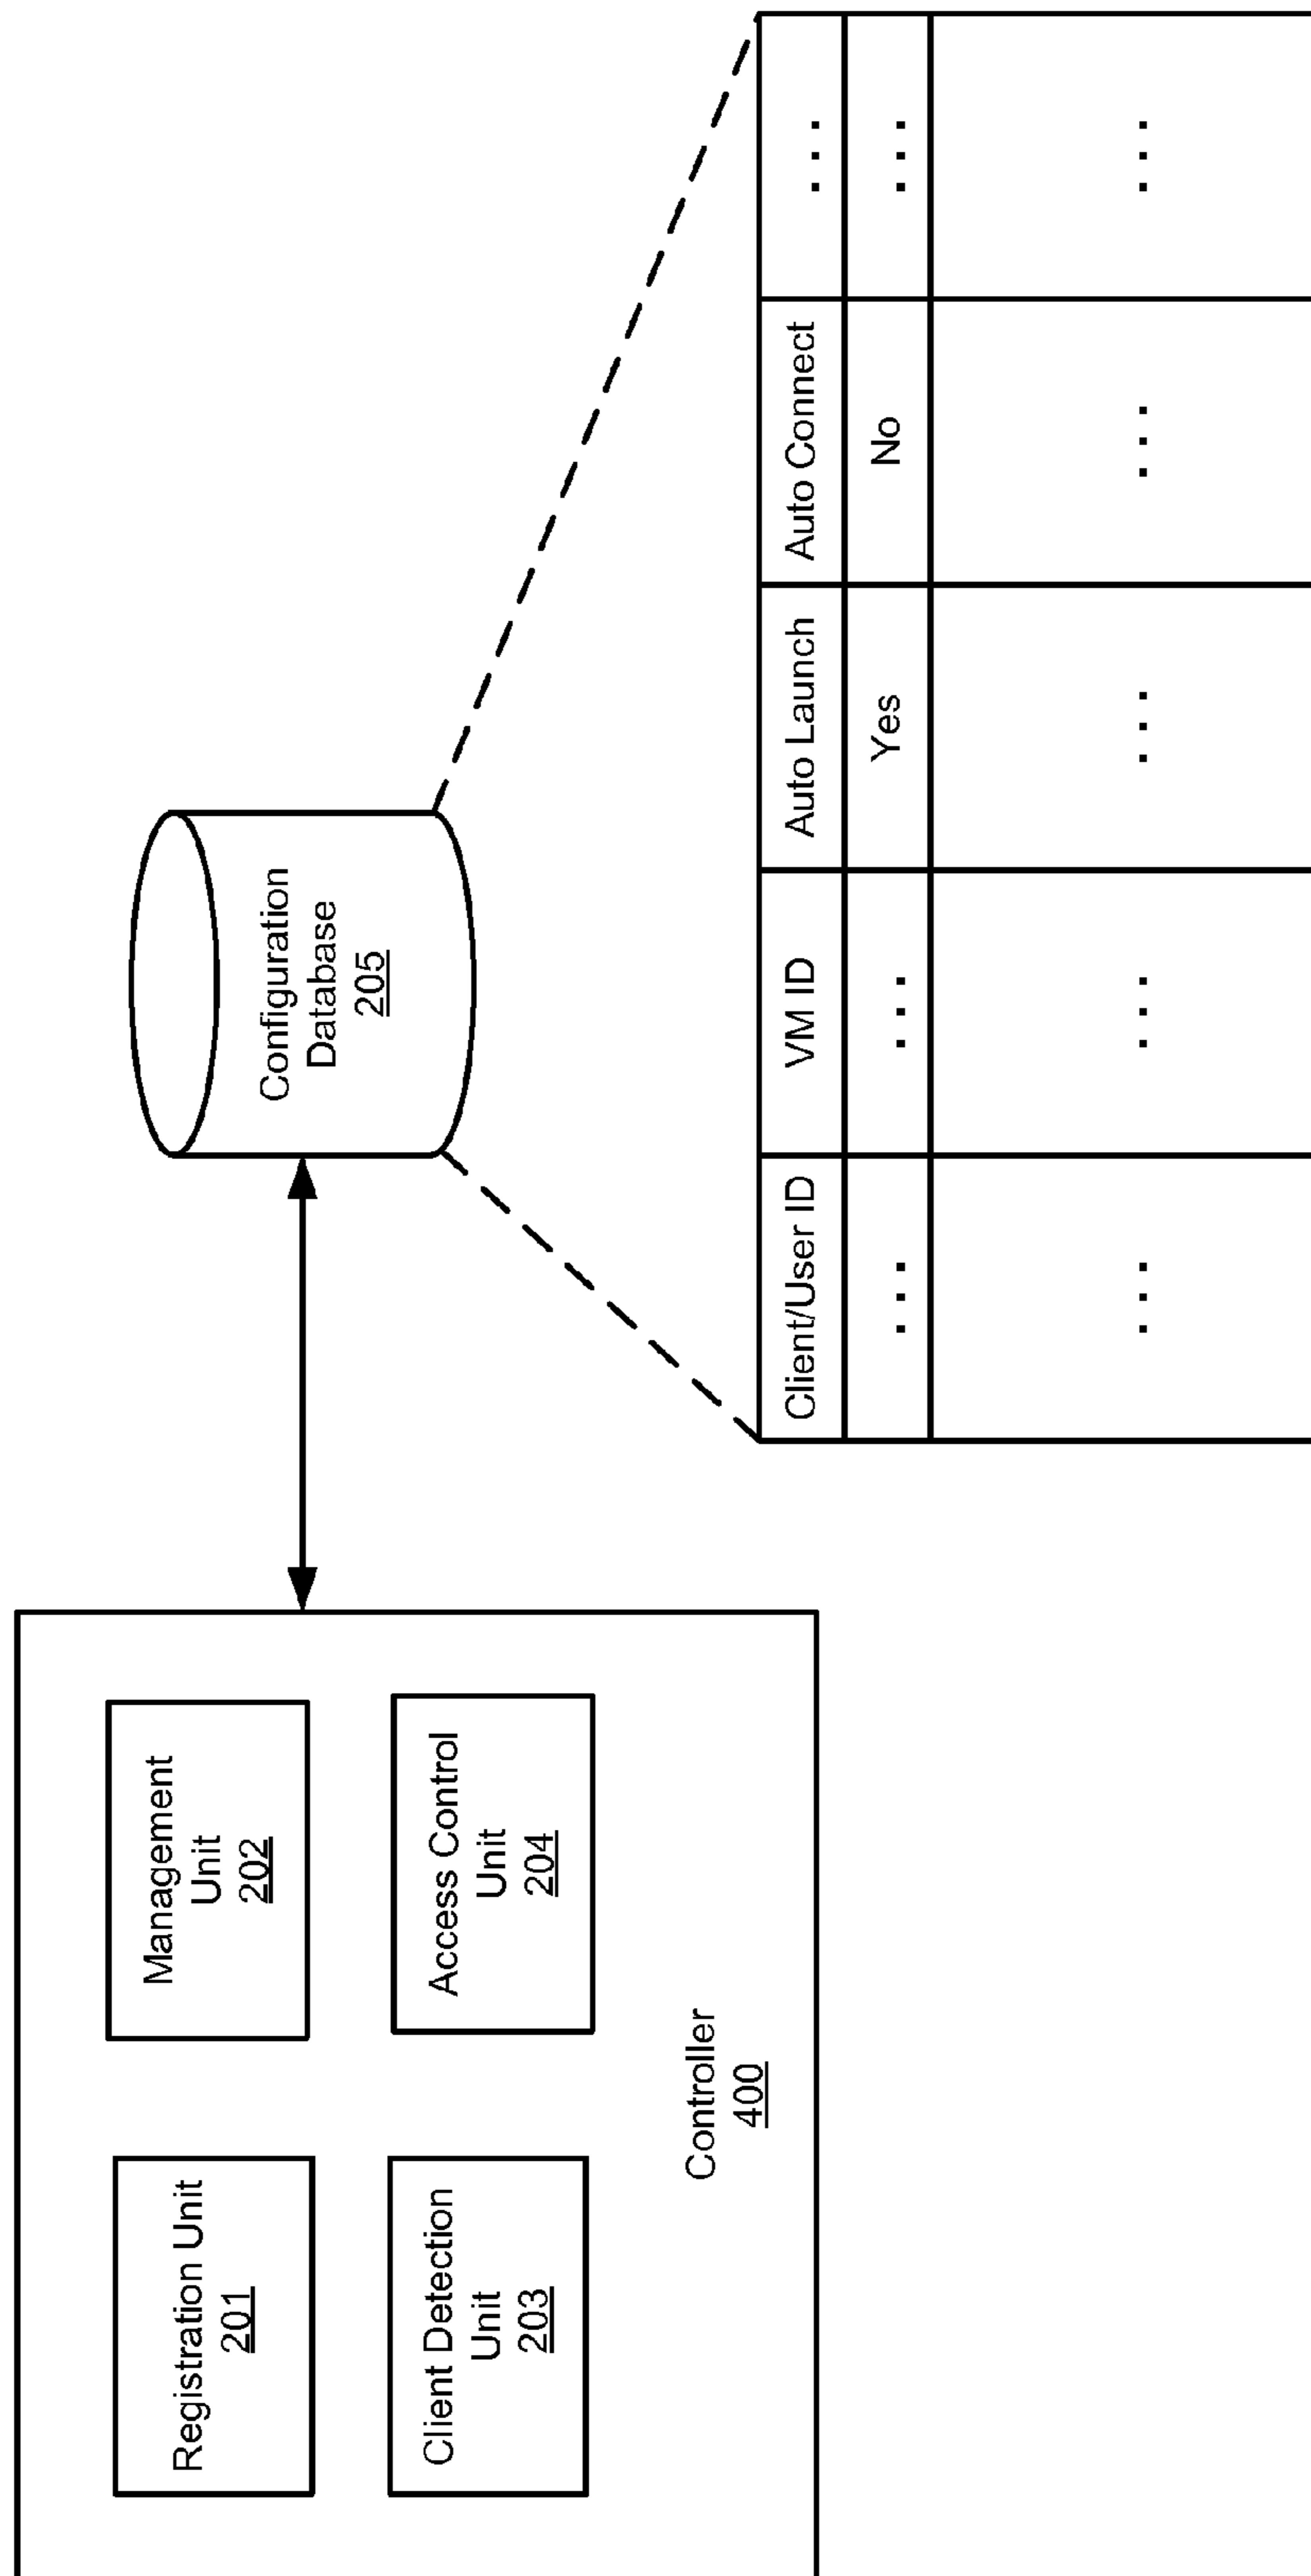 Registration Unit
201
Management
Unit
202
Client Detection
Unit
203
Access Control
Unit
204
Controller
400
Configuration
Database
205
Client/User ID
VM ID
Auto Launch
Auto Connect
...
...
...
Yes
No
...
...
...
...
...
...